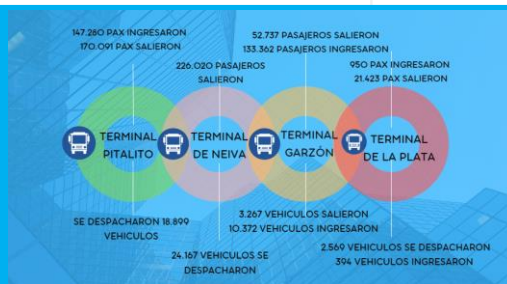 147.280 PAX INGRESARON
170.091 PAX SALIERON
226.020 PASAJEROS
SALIERON
52.737 PASAJEROS SALIERON
133.362 PASAJEROS INGRESARON
950 PAX INGRESARON
21.423 PAX SALIERON
TERMINAL
PITALITO
TERMINAL
DE NEIVA
TERMINAL
GARZÓN
TERMINAL
DE LA PLATA
SE DESPACHARON 18.899
VEHICULOS
24.167 VEHICULOS SE
DESPACHARON
3.267 VEHICULOS SALIERON
10.372 VEHICULOS INGRESARON
2.569 VEHICULOS SE DESPACHARON
394 VEHICULOS INGRESARON